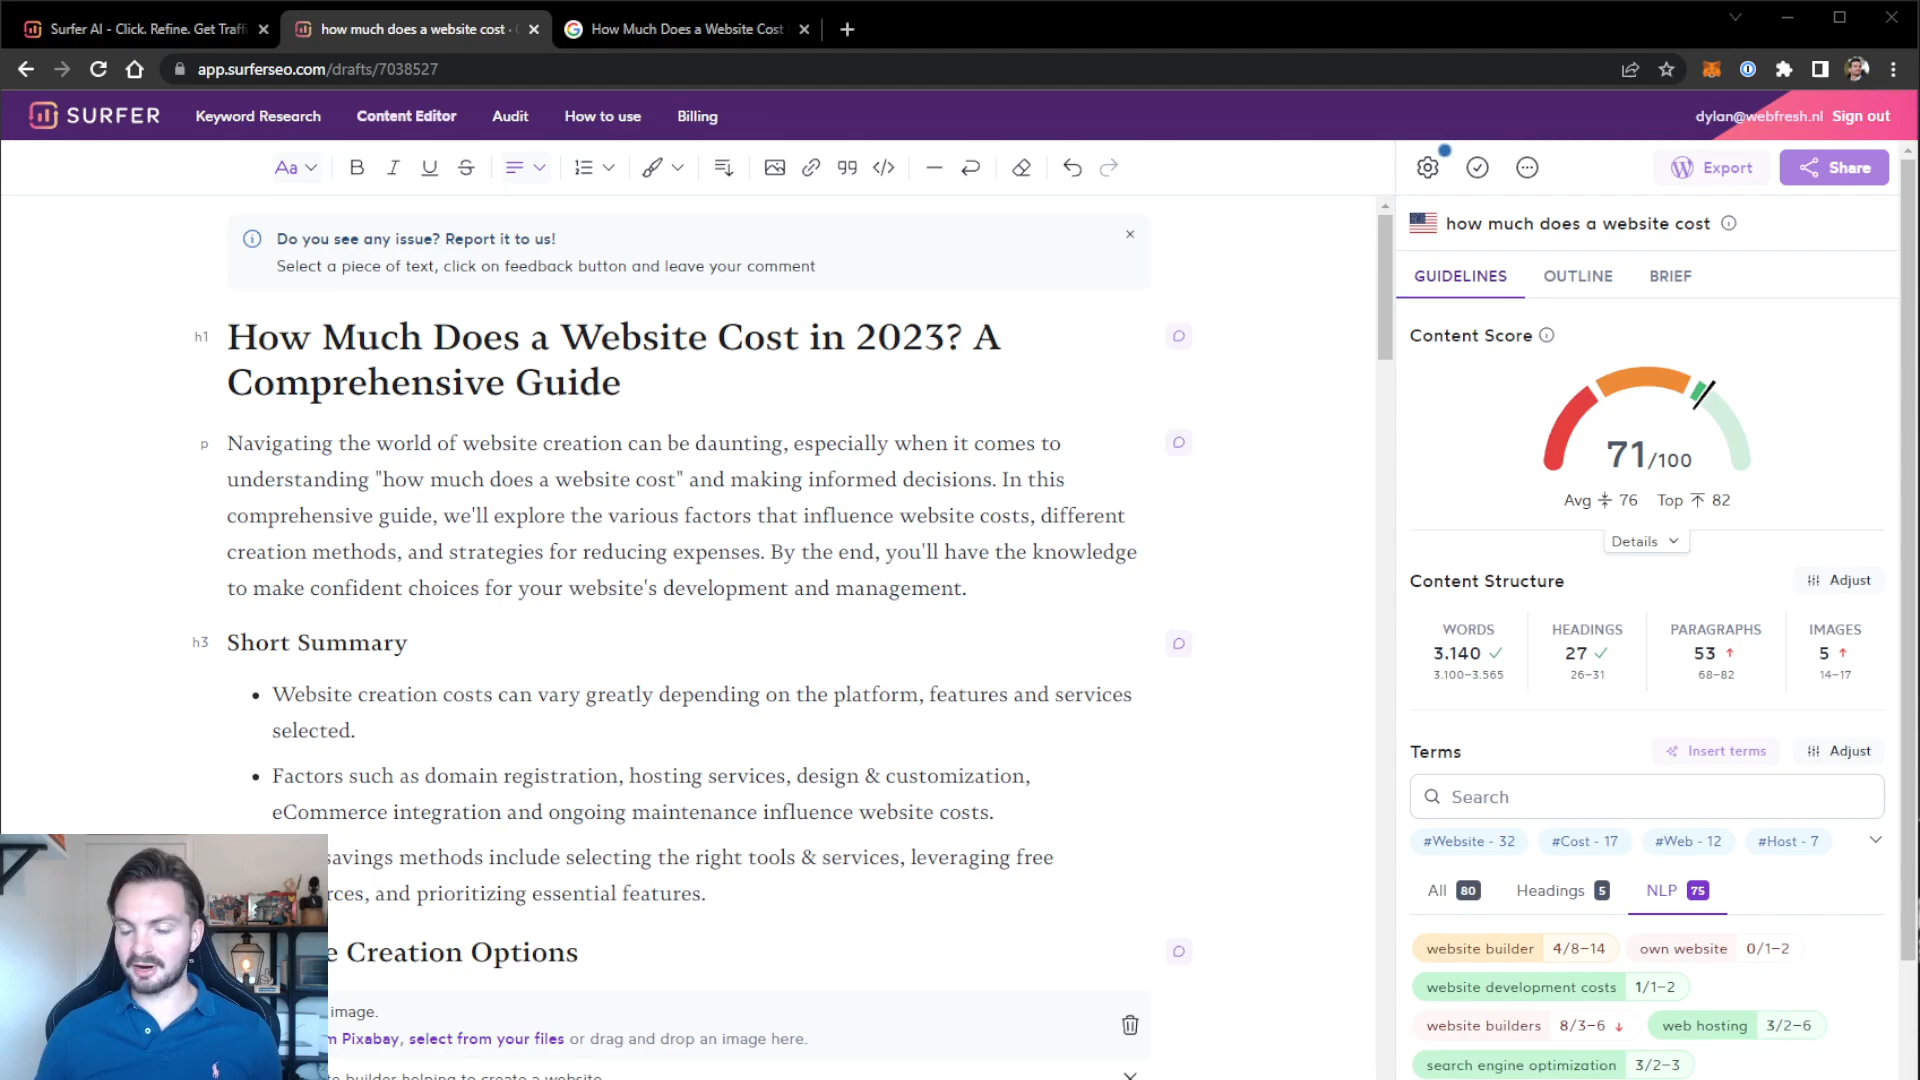 Surfer AI - Click. Refine. Get Traffi
how much does a website cost ·
How Much Does a Website Cost
app.surferseo.com/drafts/7038527
SURFER
Keyword Research
Content Editor
Audit
How to use
Billing
dylan@webfresh.nl
Sign out
Aa
Export
Share
Do you see any issue? Report it to us!
Select a piece of text, click on feedback button and leave your comment
h1
How Much Does a Website Cost in 2023? A
Comprehensive Guide
p
Navigating the world of website creation can be daunting, especially when it comes to
understanding "how much does a website cost" and making informed decisions. In this
comprehensive guide, we'll explore the various factors that influence website costs, different
creation methods, and strategies for reducing expenses. By the end, you'll have the knowledge
to make confident choices for your website's development and management.
h3
Short Summary
• Website creation costs can vary greatly depending on the platform, features and services
selected.
• Factors such as domain registration, hosting services, design & customization,
eCommerce integration and ongoing maintenance influence website costs.
savings methods include selecting the right tools & services, leveraging free
rces, and prioritizing essential features.
e Creation Options
image.
m Pixabay, select from your files or drag and drop an image here.
te builder helping to create a website
how much does a website cost
GUIDELINES
OUTLINE
BRIEF
Content Score
71/100
Avg 76 Top 82
Details
Content Structure
Adjust
WORDS
3.140
3.100–3.565
HEADINGS
27
26–31
PARAGRAPHS
53
68–82
IMAGES
5
14–17
Terms
Insert terms
Adjust
Search
#Website - 32
#Cost - 17
#Web - 12
#Host - 7
All 80
Headings 5
NLP 75
website builder 4/8–14
own website 0/1–2
website development costs 1/1–2
website builders 8/3–6
web hosting 3/2–6
search engine optimization 3/2–3